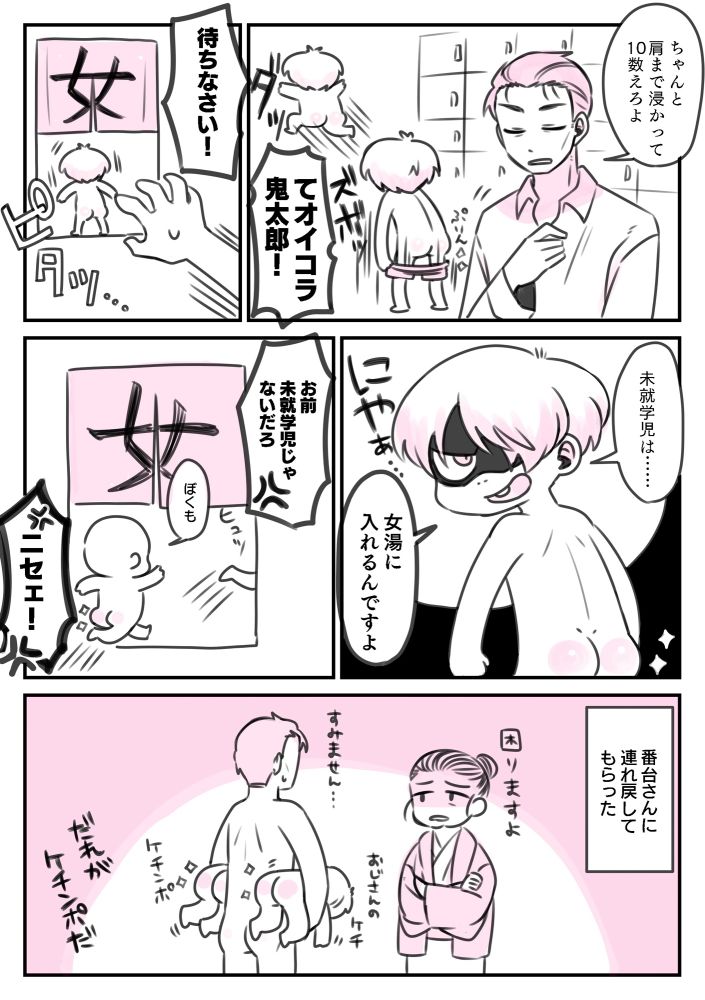 ちゃんと
肩まで浸かって
10数えろよ
ぷりん
ズボッ
ダッ
てオイコラ
鬼太郎！
待ちなさい！
女
ピ
タッ…
未就学児は……
にやぁ…
女湯に
入れるんですよ
お前
未就学児じゃ
ないだろ
女
ぼくも
ヒュッ
ニセェ！
番台さんに
連れ戻して
もらった
困りますよ
すみません…
おじさんの
ケチ
ケチンポ
だれが
ケチンポだ